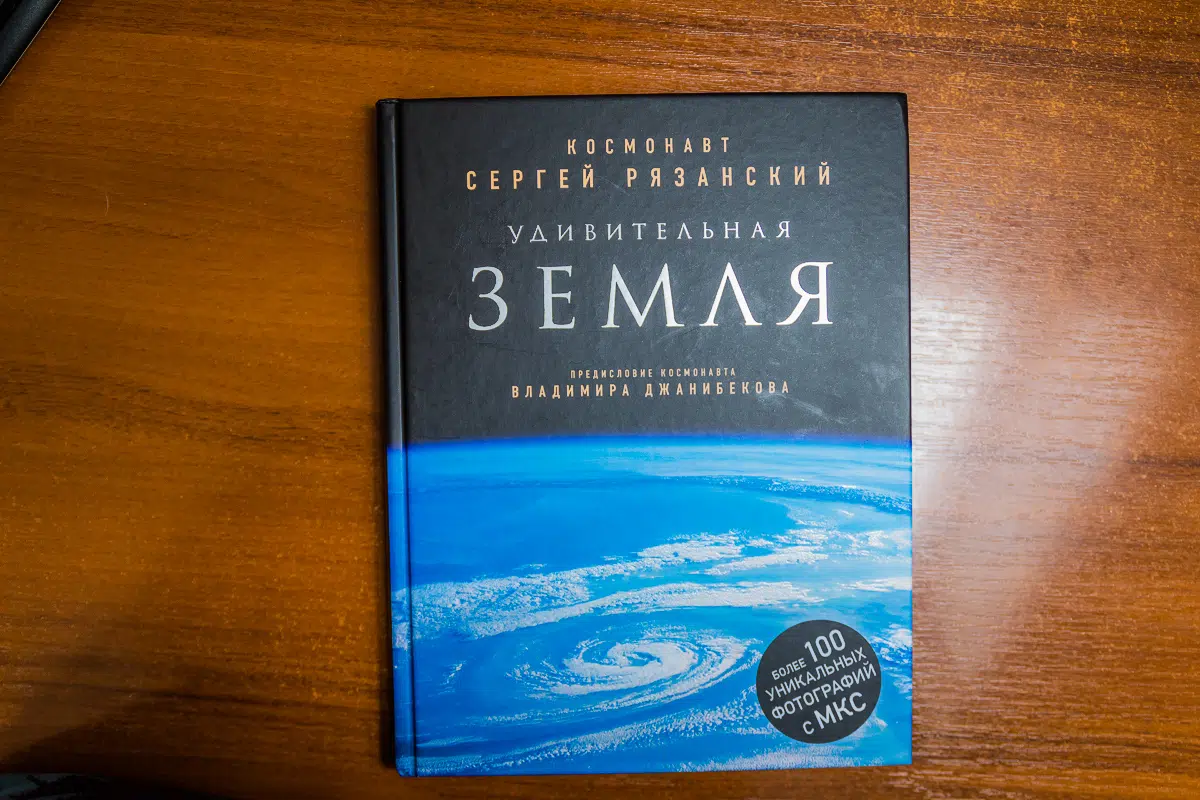 КОСМОНАВТ
СЕРГЕЙ РЯЗАНСКИЙ
УДИВИТЕЛЬНАЯ
ЗЕМЛЯ
ПРЕДИСЛОВИЕ КОСМОНАВТА
ВЛАДИМИРА ДЖАНИБЕКОВА
БОЛЕЕ 100
УНИКАЛЬНЫХ
ФОТОГРАФИЙ
С МКС